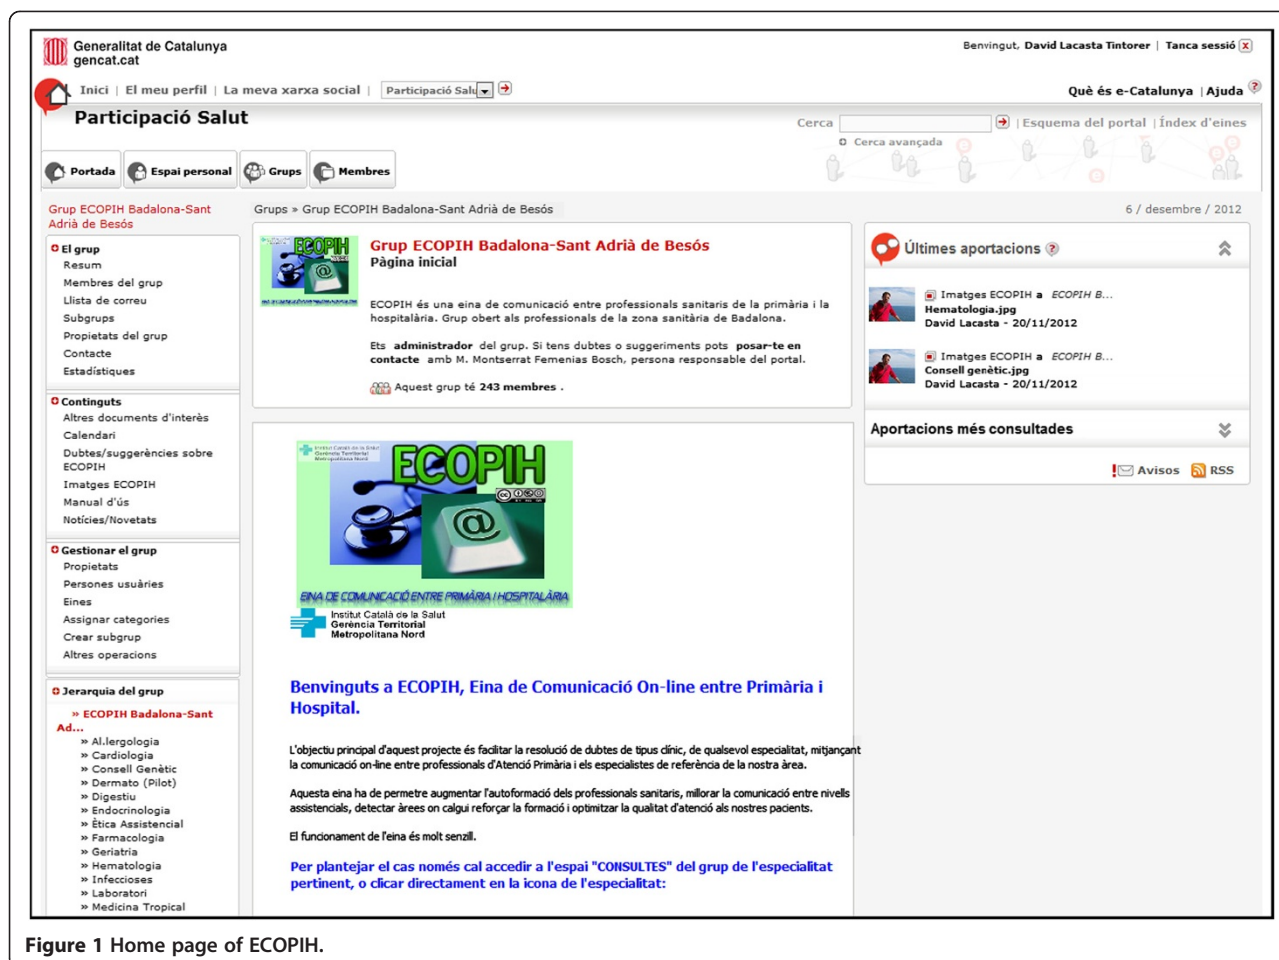 Generalitat de Catalunya
gencat.cat
Benvingut, David Lacasta Tintorer | Tanca sessió
Inici | El meu perfil | La meva xarxa social | Participació Salu
Què és e-Catalunya | Ajuda
Participació Salut
Cerca
| Esquema del portal | Índex d'eines
Cerca avançada
Portada Espai personal Grups Membres
Grup ECOPIH Badalona-Sant
Adrià de Besós
Grups » Grup ECOPIH Badalona-Sant Adrià de Besós
6 / desembre / 2012
El grup
Resum
Membres del grup
Llista de correu
Subgrups
Propietats del grup
Contacte
Estadístiques
Continguts
Altres documents d'interès
Calendari
Dubtes/suggerències sobre
ECOPIH
Imatges ECOPIH
Manual d'ús
Notícies/Novetats
Gestionar el grup
Propietats
Persones usuàries
Eines
Assignar categories
Crear subgrup
Altres operacions
Jerarquia del grup
» ECOPIH Badalona-Sant
Ad...
» Al.lergologia
» Cardiologia
» Consell Genètic
» Dermato (Pilot)
» Digestiu
» Endocrinologia
» Ètica Assistencial
» Farmacologia
» Geriatria
» Hematologia
» Infeccioses
» Laboratori
» Medicina Tropical
ECOPIH
Grup ECOPIH Badalona-Sant Adrià de Besós
Pàgina inicial
ECOPIH és una eina de comunicació entre professionals sanitaris de la primària i la
hospitalària. Grup obert als professionals de la zona sanitària de Badalona.
Ets administrador del grup. Si tens dubtes o suggeriments pots posar-te en
contacte amb M. Montserrat Femenias Bosch, persona responsable del portal.
Aquest grup té 243 membres .
Institut Català de la Salut
Gerència Territorial
Metropolitana Nord
ECOPIH
@
EINA DE COMUNICACIÓ ENTRE PRIMÀRIA I HOSPITALÀRIA
Institut Català de la Salut
Gerència Territorial
Metropolitana Nord
Benvinguts a ECOPIH, Eina de Comunicació On-line entre Primària i
Hospital.
L'objectiu principal d'aquest projecte és facilitar la resolució de dubtes de tipus clínic, de qualsevol especialitat, mitjançant
la comunicació on-line entre professionals d'Atenció Primària i els especialistes de referència de la nostra àrea.
Aquesta eina ha de permetre augmentar l'autoformació dels professionals sanitaris, millorar la comunicació entre nivells
assistencials, detectar àrees on calgui reforçar la formació i optimitzar la qualitat d'atenció als nostres pacients.
El funcionament de l'eina és molt senzill.
Per plantejar el cas només cal accedir a l'espai "CONSULTES" del grup de l'especialitat
pertinent, o clicar directament en la icona de l'especialitat:
Últimes aportacions
Imatges ECOPIH a ECOPIH B...
Hematologia.jpg
David Lacasta - 20/11/2012
Imatges ECOPIH a ECOPIH B...
Consell genètic.jpg
David Lacasta - 20/11/2012
Aportacions més consultades
Avisos RSS
Figure 1 Home page of ECOPIH.